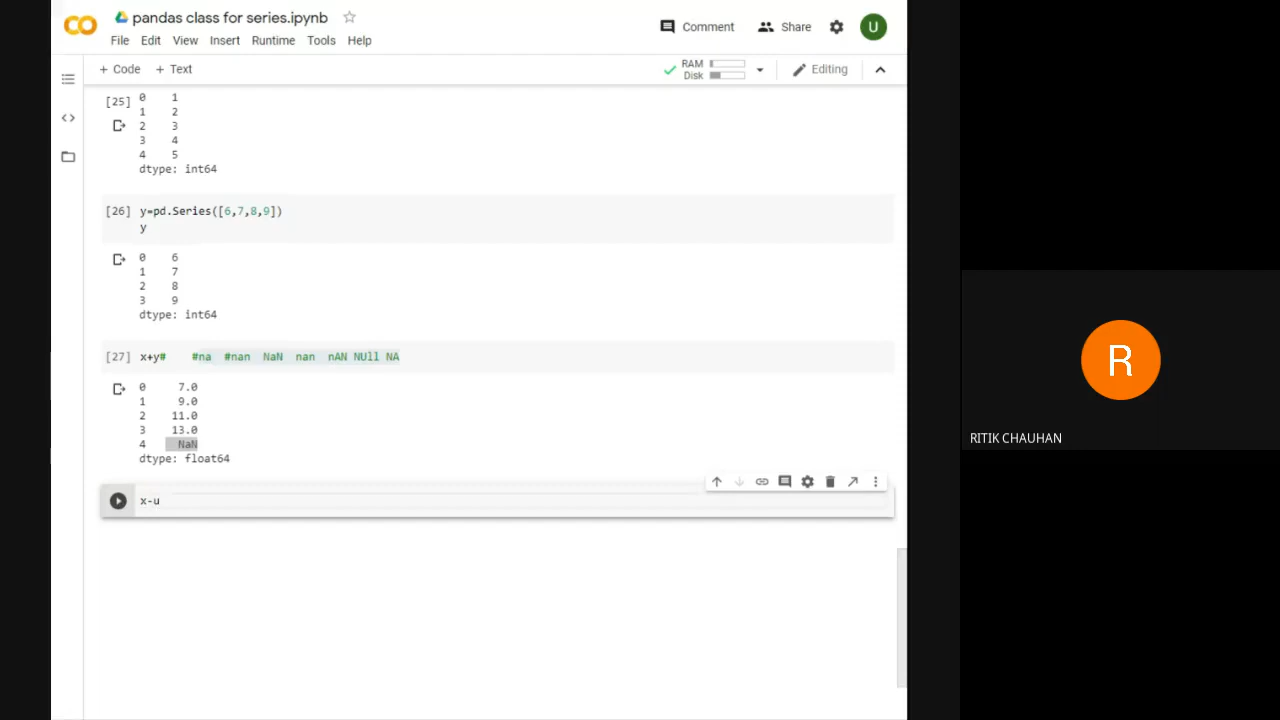 pandas class for series.ipynb
Comment
Share
U
File Edit View Insert Runtime Tools Help
+ Code + Text
RAM
Disk
Editing
[25] 0 1
1 2
2 3
3 4
4 5
dtype: int64
[26] y=pd.Series([6,7,8,9])
y
0 6
1 7
2 8
3 9
dtype: int64
[27] x+y# #na #nan NaN nan nAN NUll NA
0 7.0
1 9.0
2 11.0
3 13.0
4 NaN
dtype: float64
x-u
R
RITIK CHAUHAN